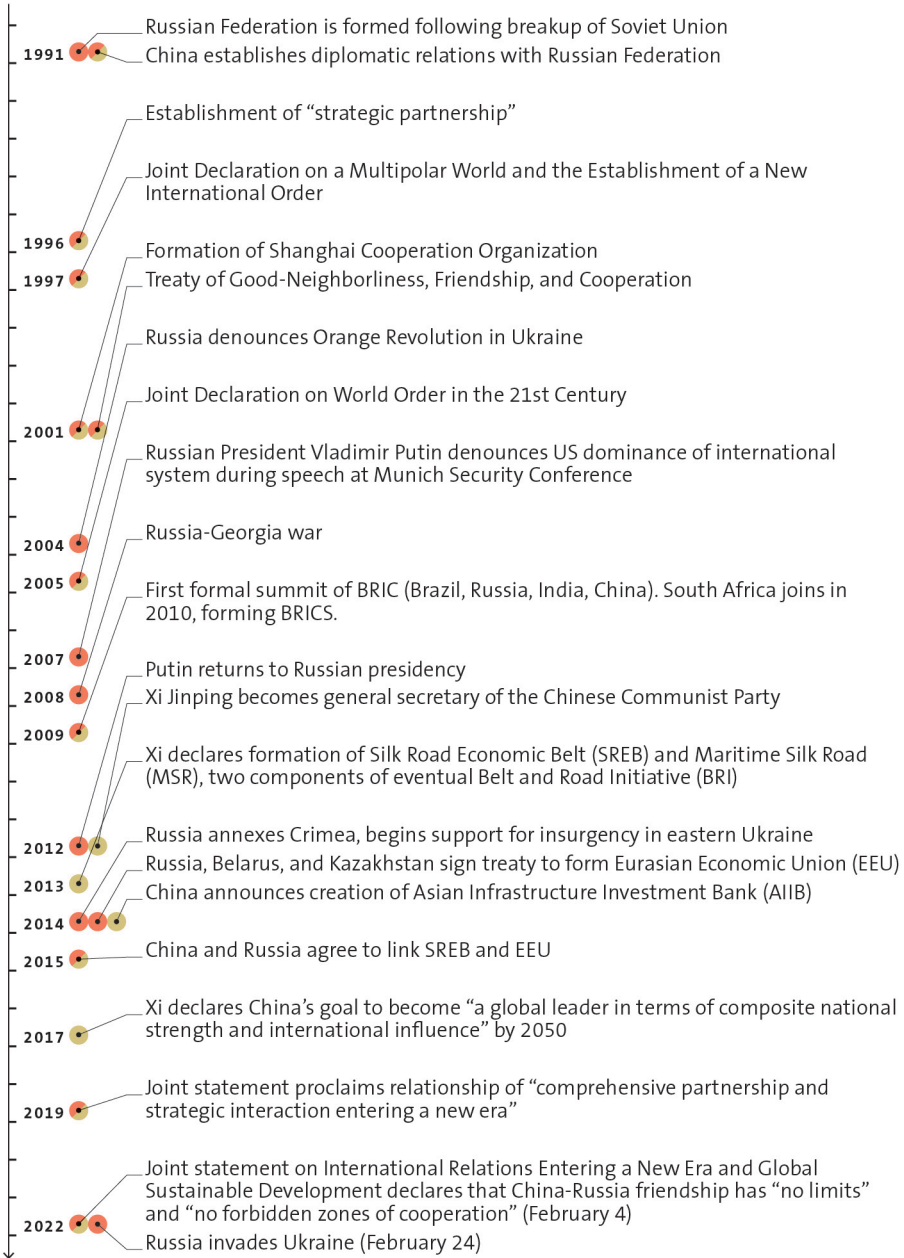 Russian Federation is formed following breakup of Soviet Union
1991
China establishes diplomatic relations with Russian Federation
Establishment of “strategic partnership”
Joint Declaration on a Multipolar World and the Establishment of a New
International Order
1996
Formation of Shanghai Cooperation Organization
1997
Treaty of Good-Neighborliness, Friendship, and Cooperation
Russia denounces Orange Revolution in Ukraine
Joint Declaration on World Order in the 21st Century
2001
Russian President Vladimir Putin denounces US dominance of international
system during speech at Munich Security Conference
Russia-Georgia war
2004
2005
First formal summit of BRIC (Brazil, Russia, India, China). South Africa joins in
2010, forming BRICS.
2007
Putin returns to Russian presidency
2008
Xi Jinping becomes general secretary of the Chinese Communist Party
2009
Xi declares formation of Silk Road Economic Belt (SREB) and Maritime Silk Road
(MSR), two components of eventual Belt and Road Initiative (BRI)
Russia annexes Crimea, begins support for insurgency in eastern Ukraine
2012
Russia, Belarus, and Kazakhstan sign treaty to form Eurasian Economic Union (EEU)
2013
China announces creation of Asian Infrastructure Investment Bank (AIIB)
2014
China and Russia agree to link SREB and EEU
2015
Xi declares China’s goal to become “a global leader in terms of composite national
strength and international influence” by 2050
2017
Joint statement proclaims relationship of “comprehensive partnership and
strategic interaction entering a new era”
2019
Joint statement on International Relations Entering a New Era and Global
Sustainable Development declares that China-Russia friendship has “no limits”
and “no forbidden zones of cooperation” (February 4)
2022
Russia invades Ukraine (February 24)